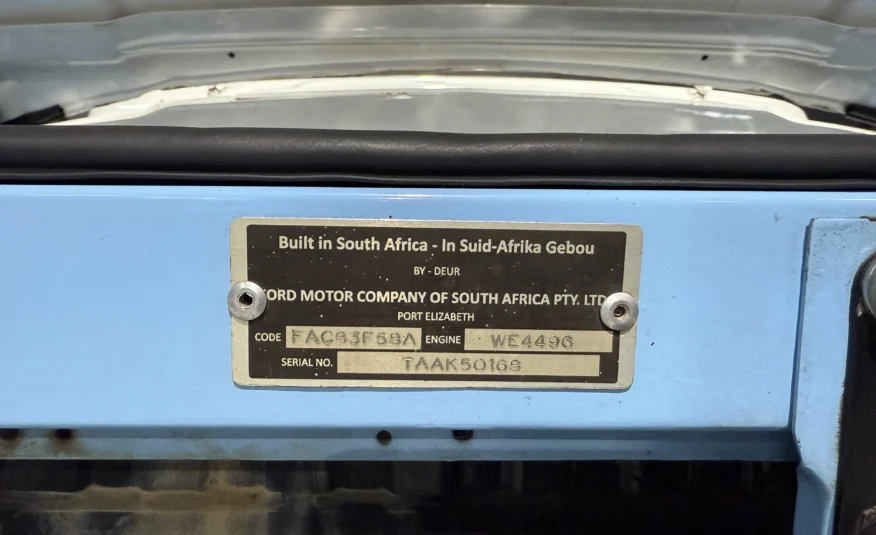 Built in South Africa - In Suid-Afrika Gebou
BY - DEUR
ORD MOTOR COMPANY OF SOUTH AFRICA PTY. LTD
PORT ELIZABETH
CODE FAC83F58A ENGINE WE4496
SERIAL NO. TAAK50168